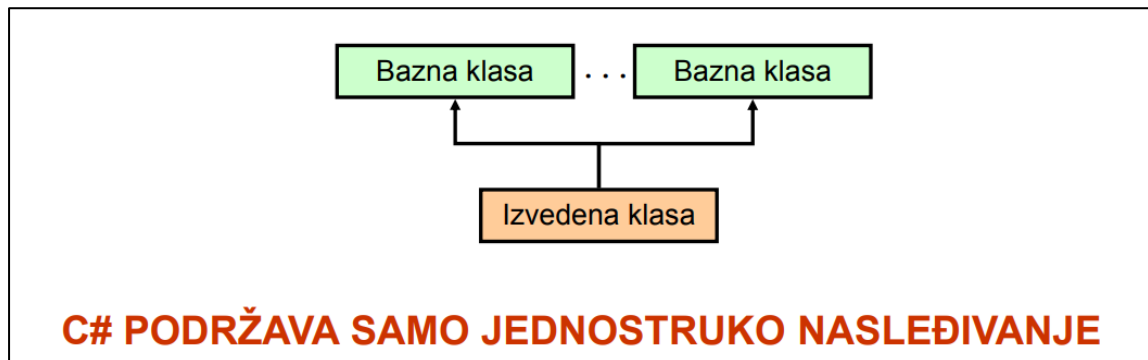 Bazna klasa . . . Bazna klasa
Izvedena klasa
C# PODRŽAVA SAMO JEDNOSTRUKO NASLEĐIVANJE